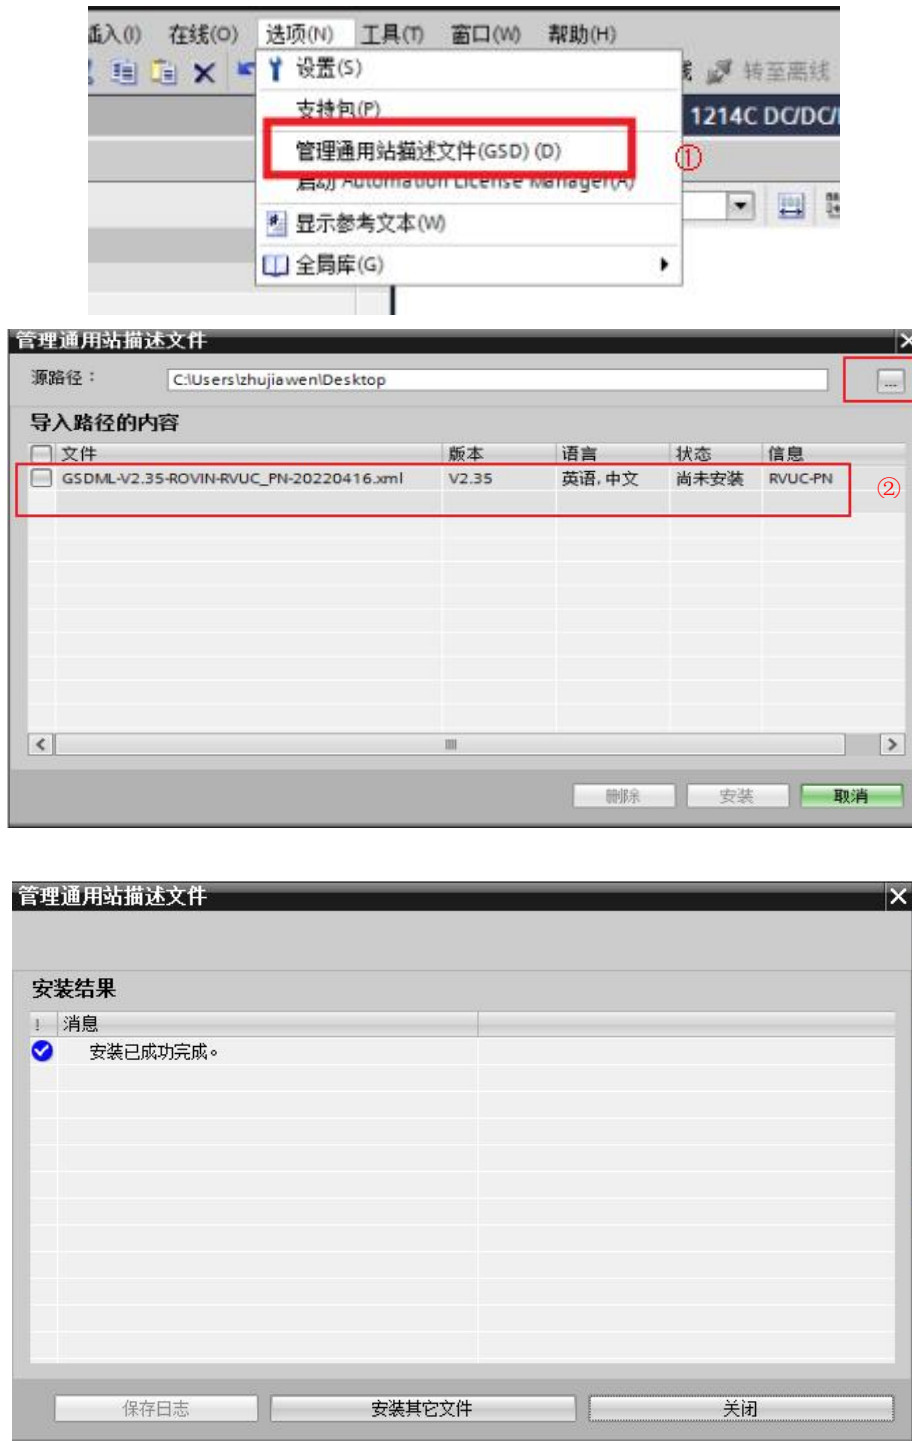 插入(I) 在线(O) 选项(N) 工具(T) 窗口(W) 帮助(H)
设置(S) 转至离线
支持包(P) 1214C DC/DC/
管理通用站描述文件(GSD) (D) ①
启动 Automation License Manager(A)
显示参考文本(W)
全局库(G)
管理通用站描述文件
源路径: C:\Users\zhujiawen\Desktop ...
导入路径的内容
文件 版本 语言 状态 信息
GSDML-V2.35-ROVIN-RVUC_PN-20220416.xml V2.35 英语, 中文 尚未安装 RVUC-PN ②
删除 安装 取消
管理通用站描述文件
安装结果
! 消息
安装已成功完成。
保存日志 安装其它文件 关闭